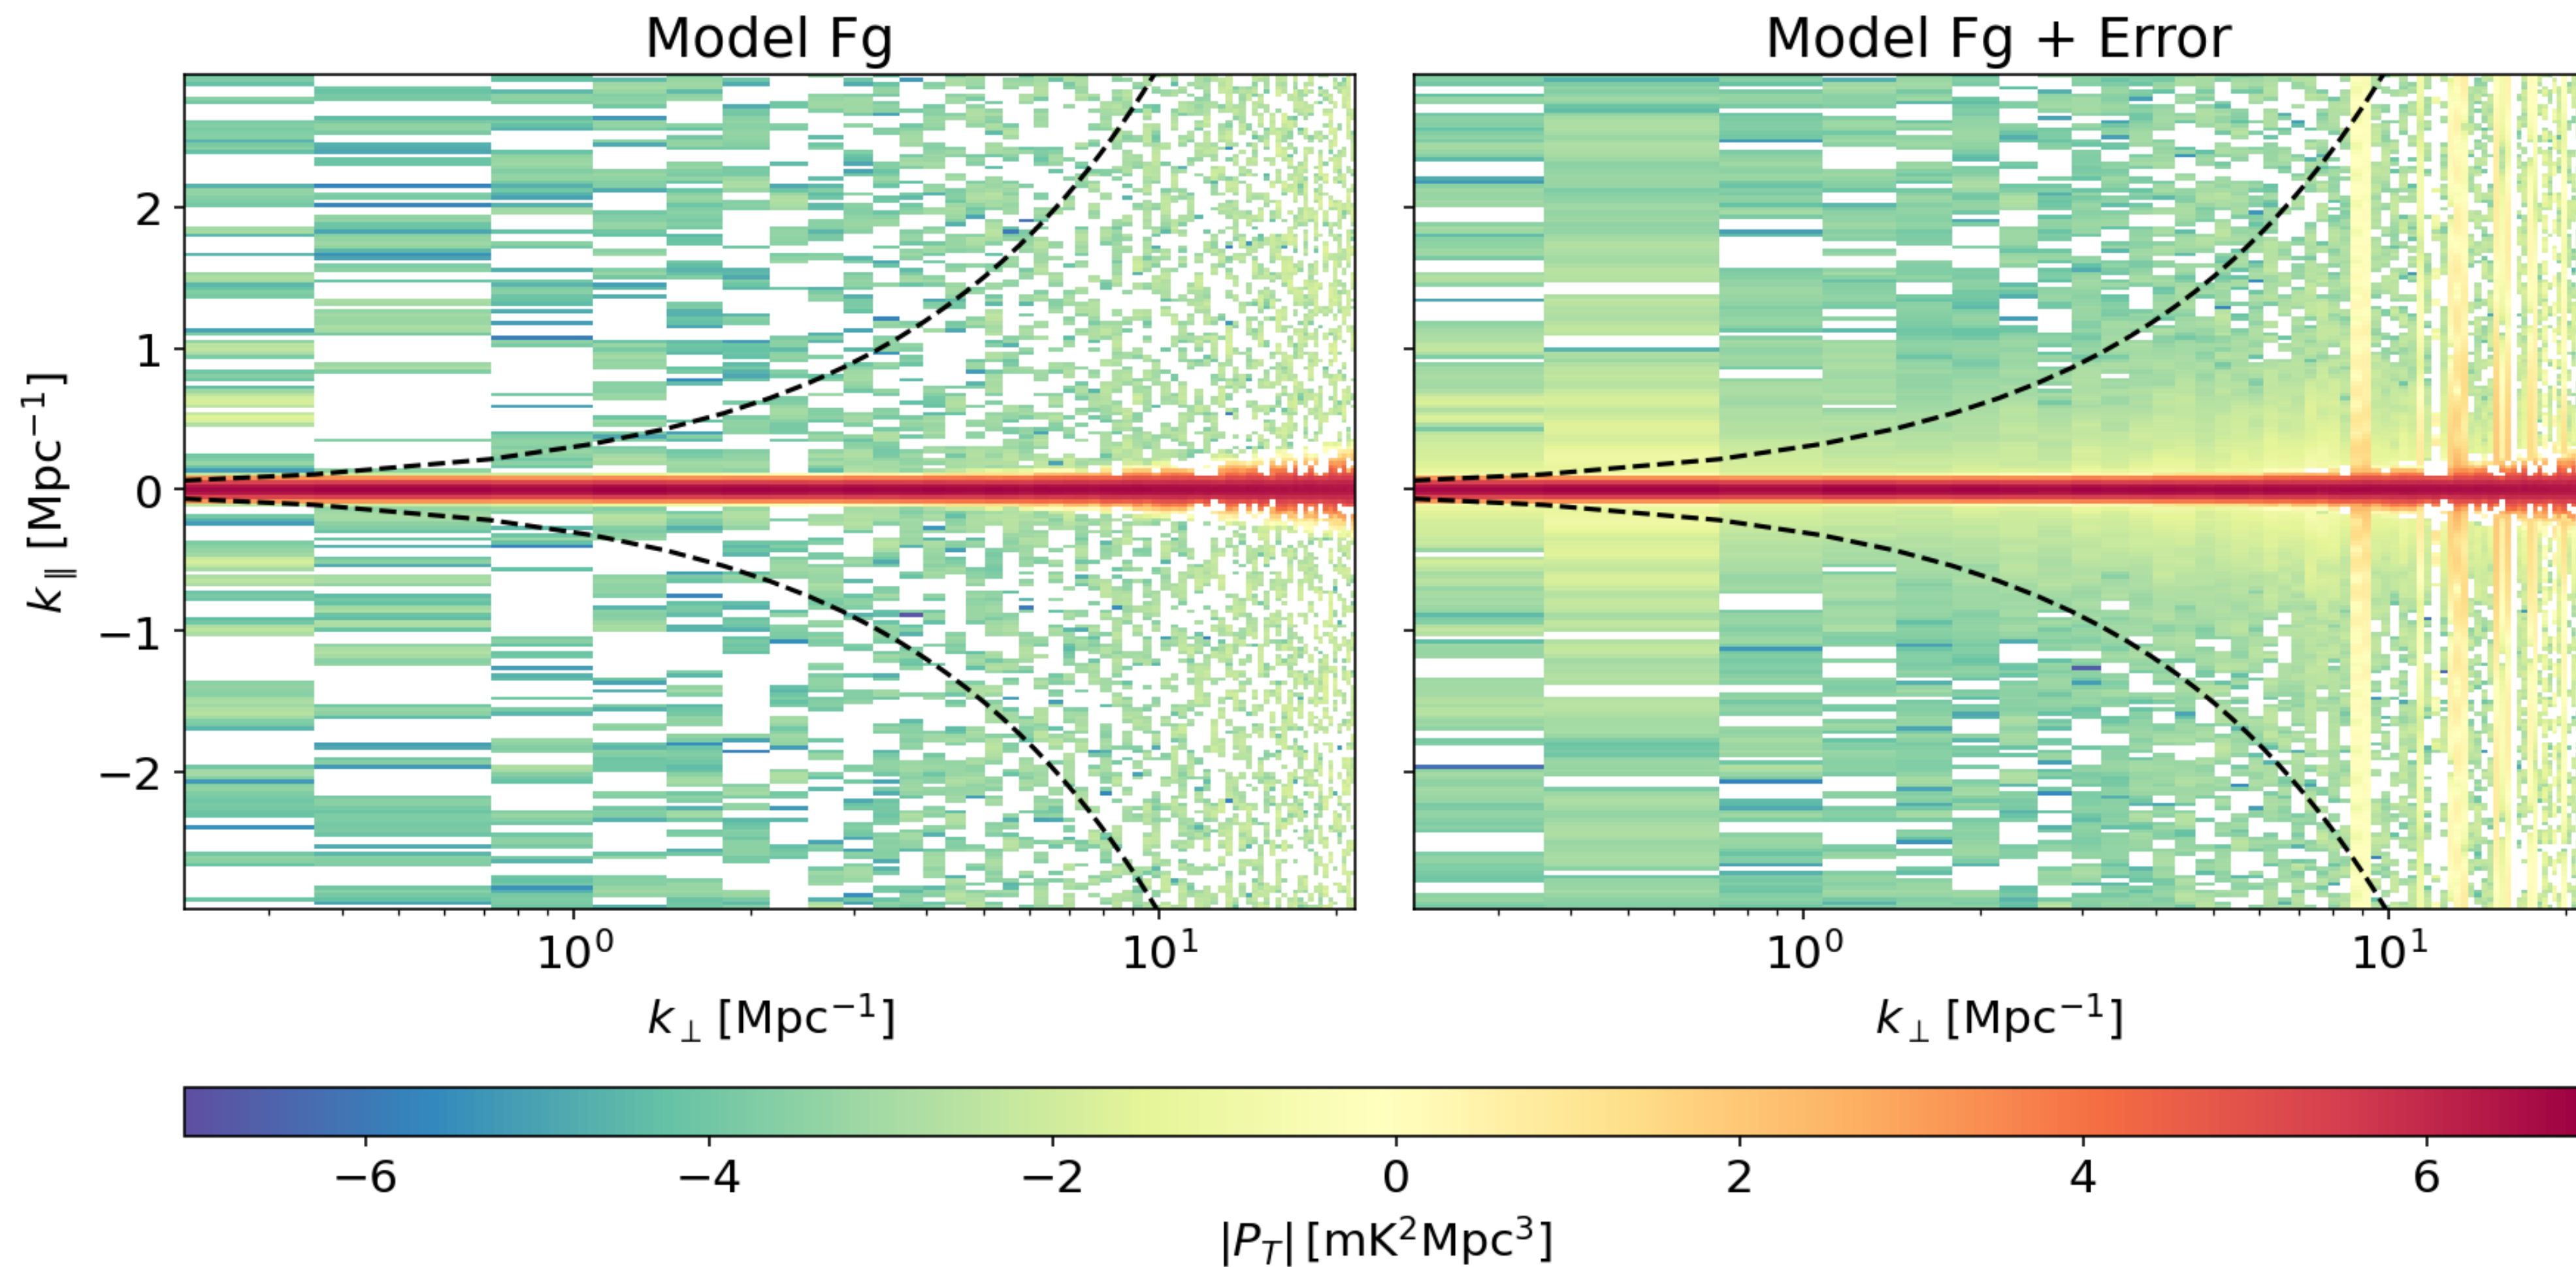 Model Fg
Model Fg + Error
2
1
0
−1
−2
k∥ [Mpc⁻¹]
10⁰
10¹
10⁰
10¹
k⊥ [Mpc⁻¹]
k⊥ [Mpc⁻¹]
−6
−4
−2
0
2
4
6
|P_T| [mK²Mpc³]